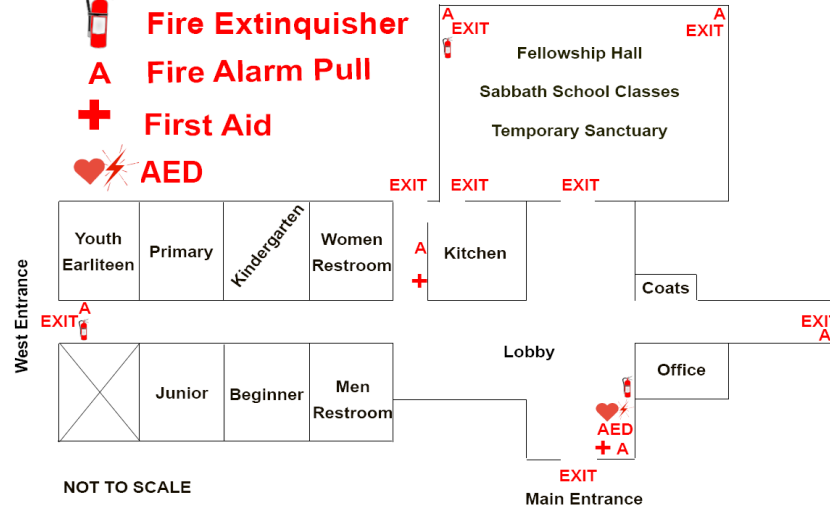 Fire Extinquisher
A Fire Alarm Pull
First Aid
AED
A
EXIT
A
EXIT
Fellowship Hall
Sabbath School Classes
Temporary Sanctuary
EXIT
EXIT
EXIT
Youth
Earliteen
Primary
Kindergarten
Women
Restroom
A
Kitchen
Coats
West Entrance
A
EXIT
EXIT
A
Lobby
Office
Junior
Beginner
Men
Restroom
AED
A
EXIT
Main Entrance
NOT TO SCALE